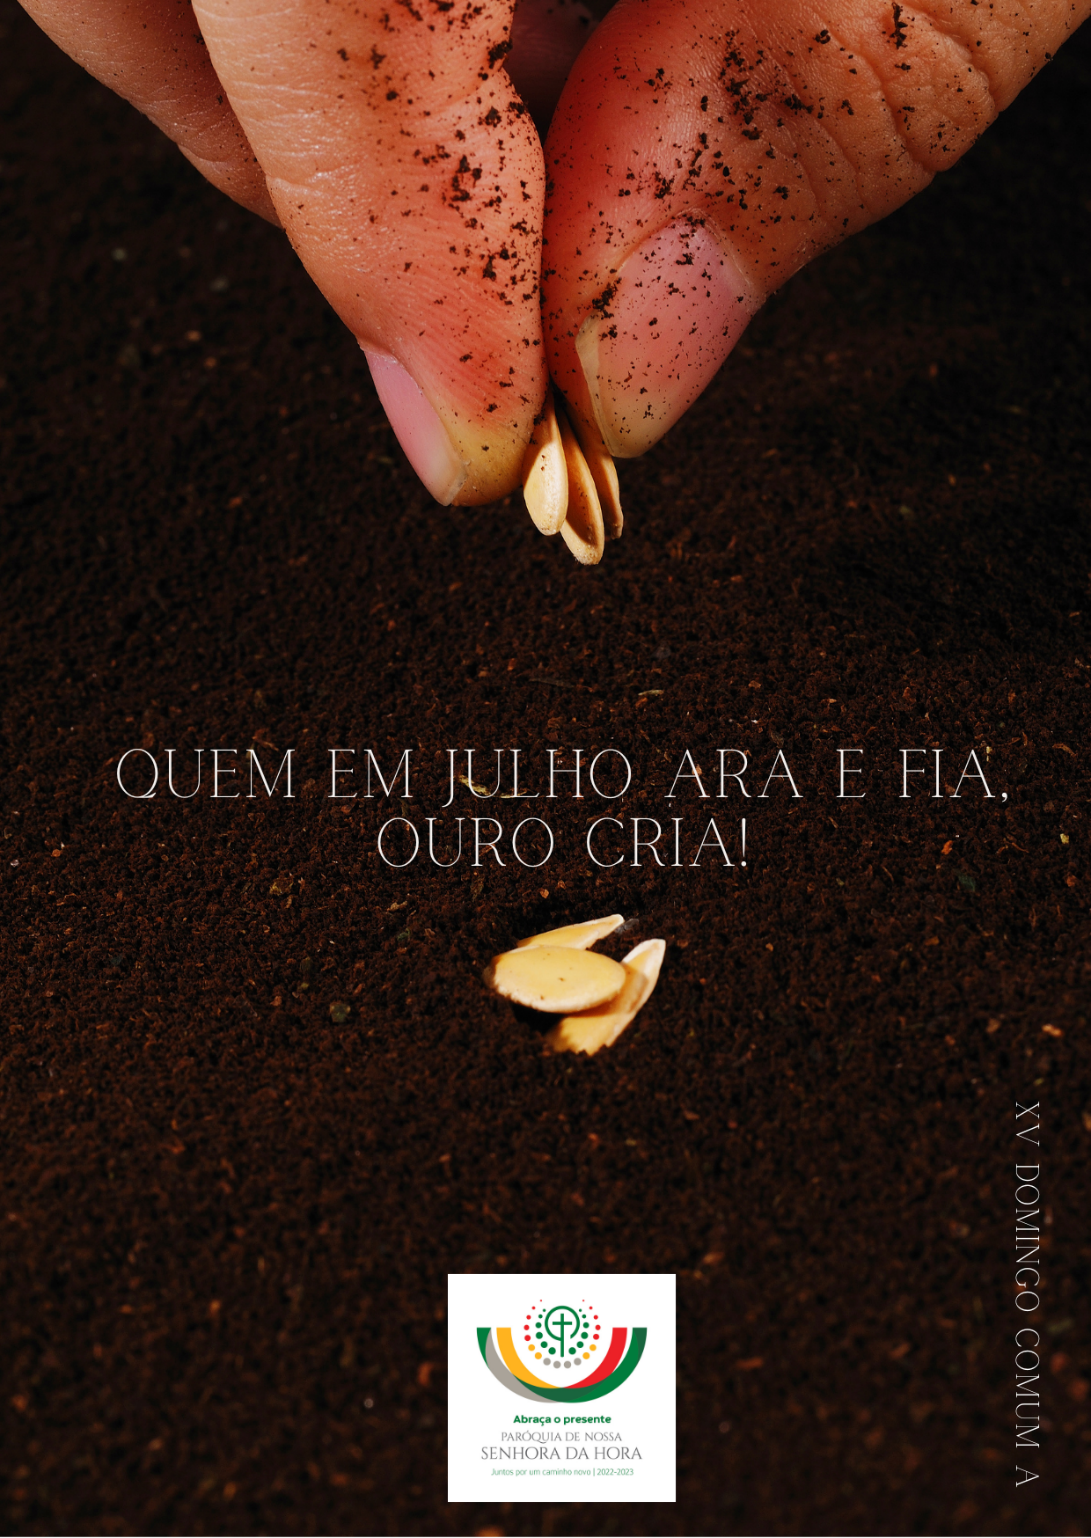 QUEM EM JULHO ARA E FIA,
OURO CRIA!
XV DOMINGO COMUM A
Abraça o presente
PARÓQUIA DE NOSSA
SENHORA DA HORA
Juntos por um caminho novo | 2022-2023